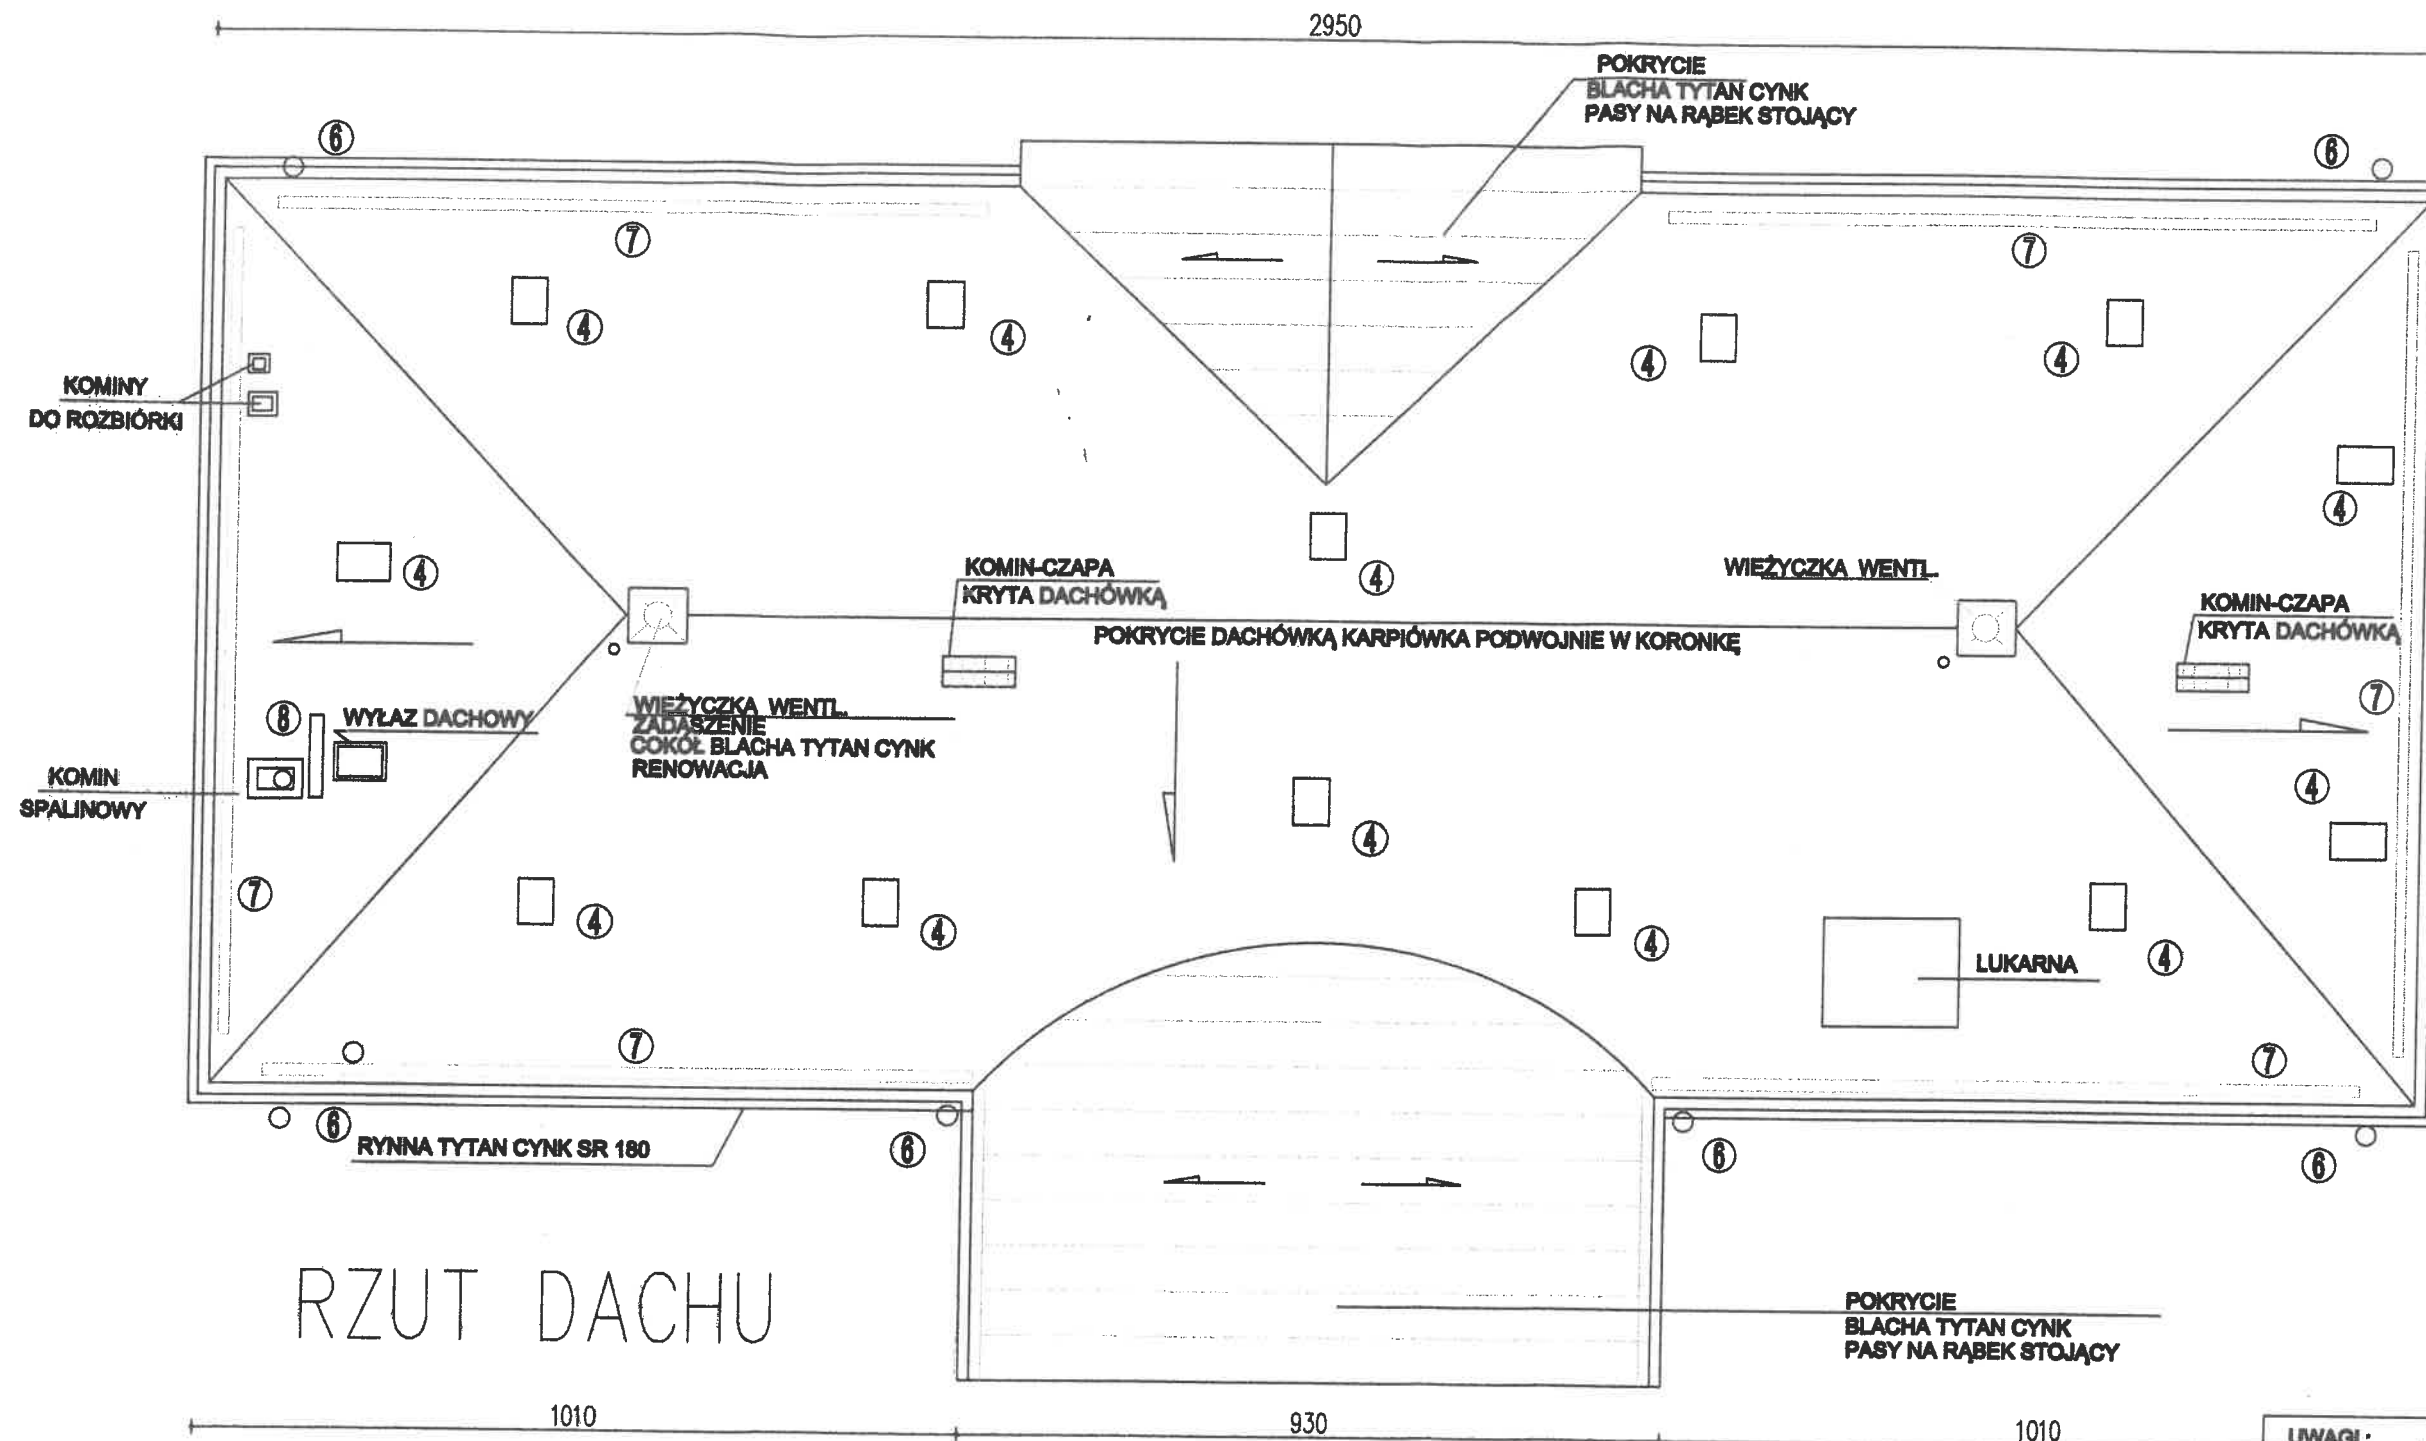 2950
POKRYCIE
BLACHA TYTAN CYNK
PASY NA RĄBEK STOJĄCY
6
6
7
7
4
4
4
4
KOMINY
DO ROZBIÓRKI
4
4
4
KOMIN-CZAPA
KRYTA DACHÓWKĄ
WIEŻYCZKA WENTL.
KOMIN-CZAPA
KRYTA DACHÓWKĄ
POKRYCIE DACHÓWKĄ KARPIÓWKA PODWOJNIE W KORONKĘ
7
8
WYŁAZ DACHOWY
WIEŻYCZKA WENTL.
ZADASZENIE
COKÓŁ BLACHA TYTAN CYNK
RENOWACJA
KOMIN
SPALINOWY
4
4
7
4
4
4
4
LUKARNA
7
7
6
RYNNA TYTAN CYNK SR 180
6
6
6
RZUT DACHU
POKRYCIE
BLACHA TYTAN CYNK
PASY NA RĄBEK STOJĄCY
1010
930
1010
UWAGI: